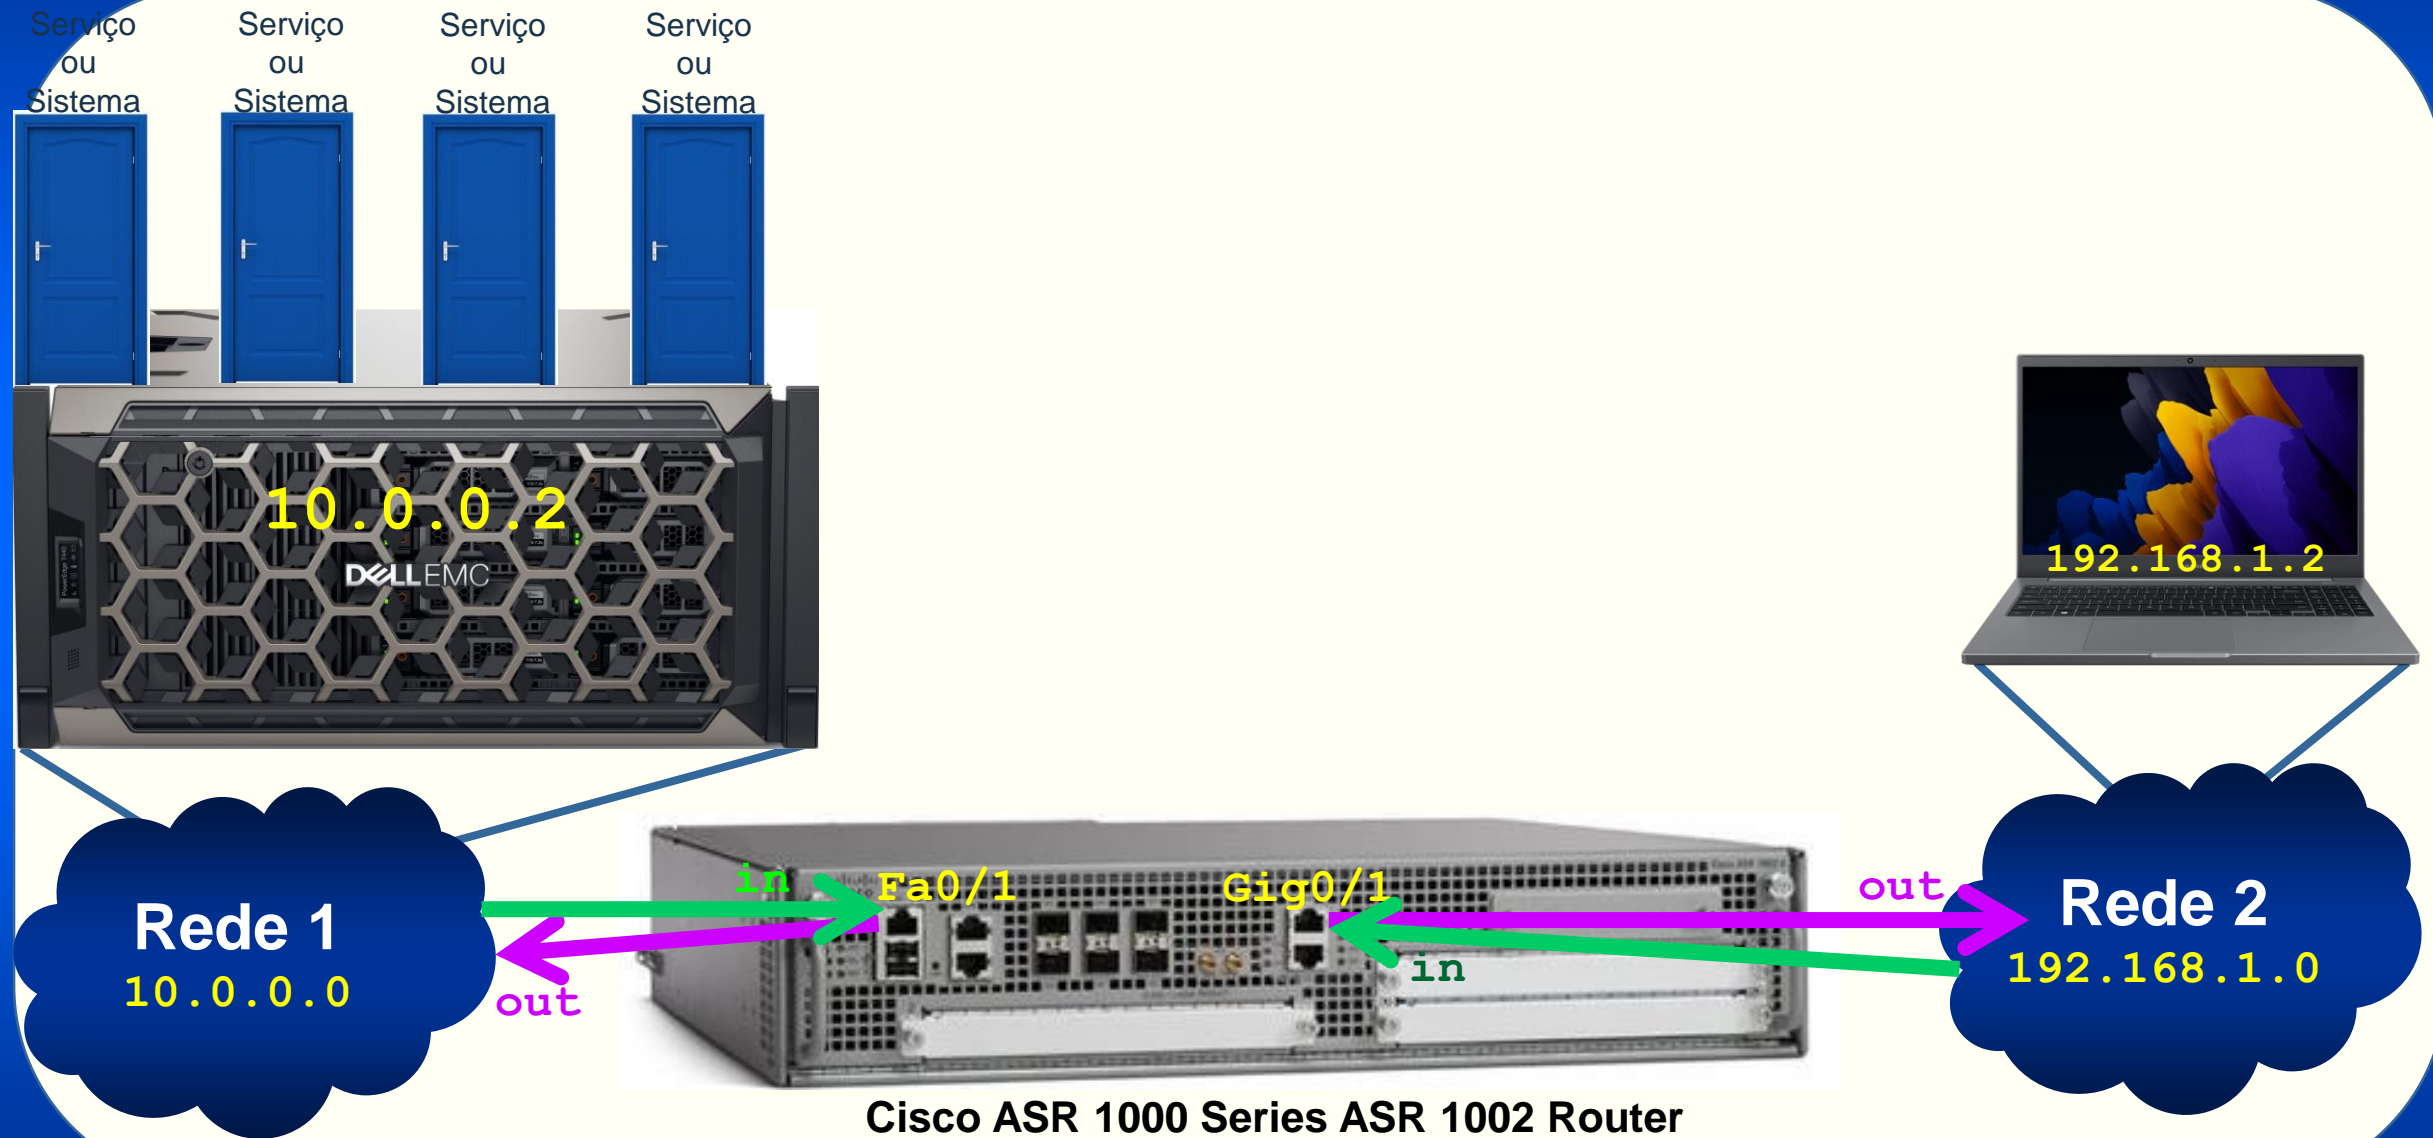 Serviço
ou
Sistema
Serviço
ou
Sistema
Serviço
ou
Sistema
Serviço
ou
Sistema
10.0.0.2
DELLEMC
192.168.1.2
in
Fa0/1
Gig0/1
out
Rede 1
10.0.0.0
out
in
Rede 2
192.168.1.0
Cisco ASR 1000 Series ASR 1002 Router